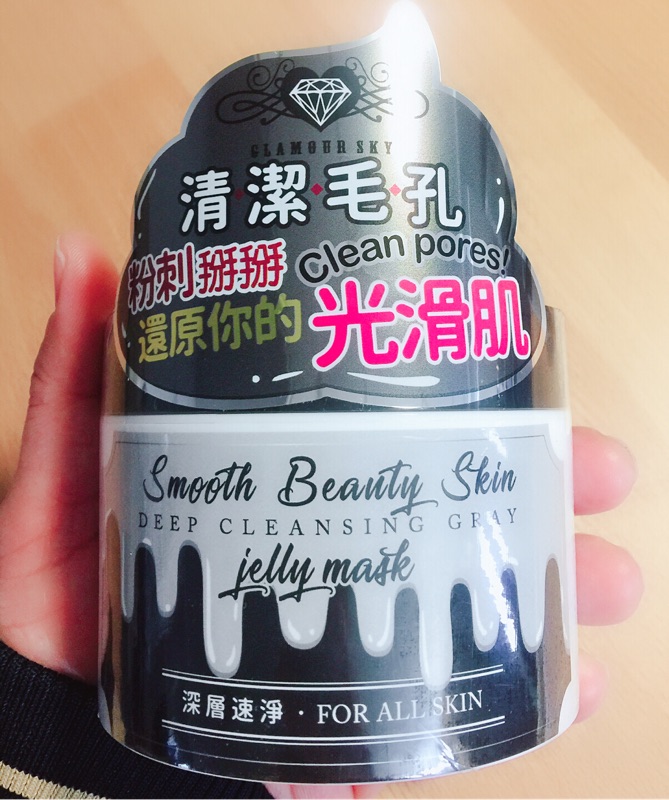 GLAMOUR SKY
清·潔·毛·孔
粉刺掰掰
Clean pores!
還原你的
光滑肌
Smooth Beauty Skin
DEEP CLEANSING GRAY
jelly mask
深層速淨 · FOR ALL SKIN